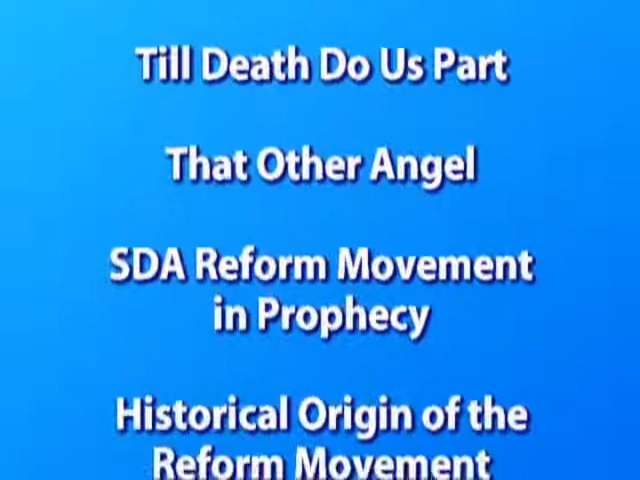 Till Death Do Us Part
That Other Angel
SDA Reform Movement
in Prophecy
Historical Origin of the
Reform Movement